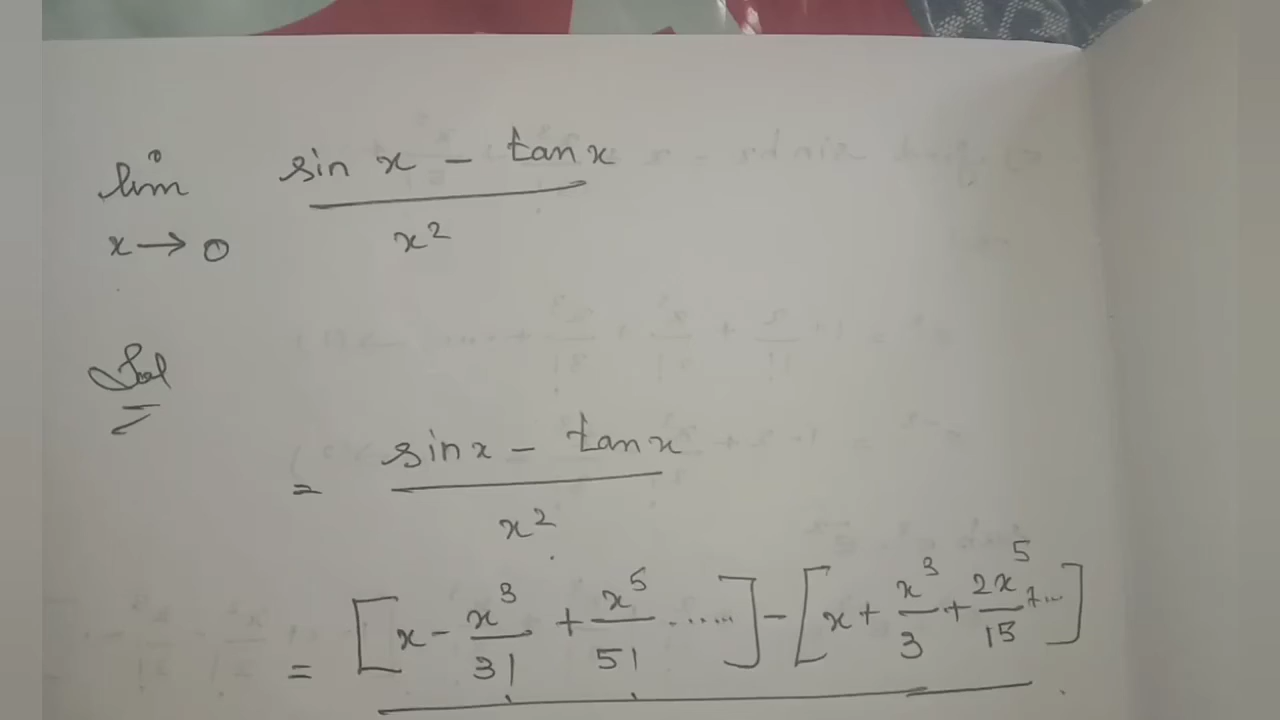 lim sin x - tan x
x → 0 x²
Sol
= sin x - tan x
x²
= [x - x³/3! + x⁵/5! ......] - [x + x³/3 + 2x⁵/15 + ...]